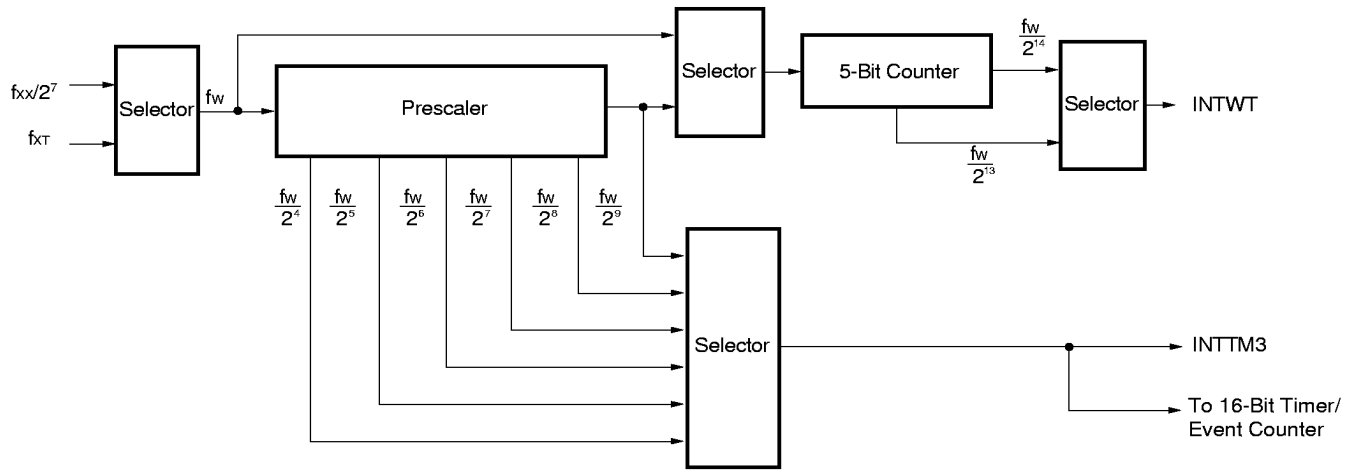 fxx/2⁷
fXT
Selector
fw
Prescaler
Selector
5-Bit Counter
fw
2¹⁴
fw
2¹³
Selector
INTWT
fw
2⁴
fw
2⁵
fw
2⁶
fw
2⁷
fw
2⁸
fw
2⁹
Selector
INTTM3
To 16-Bit Timer/
Event Counter